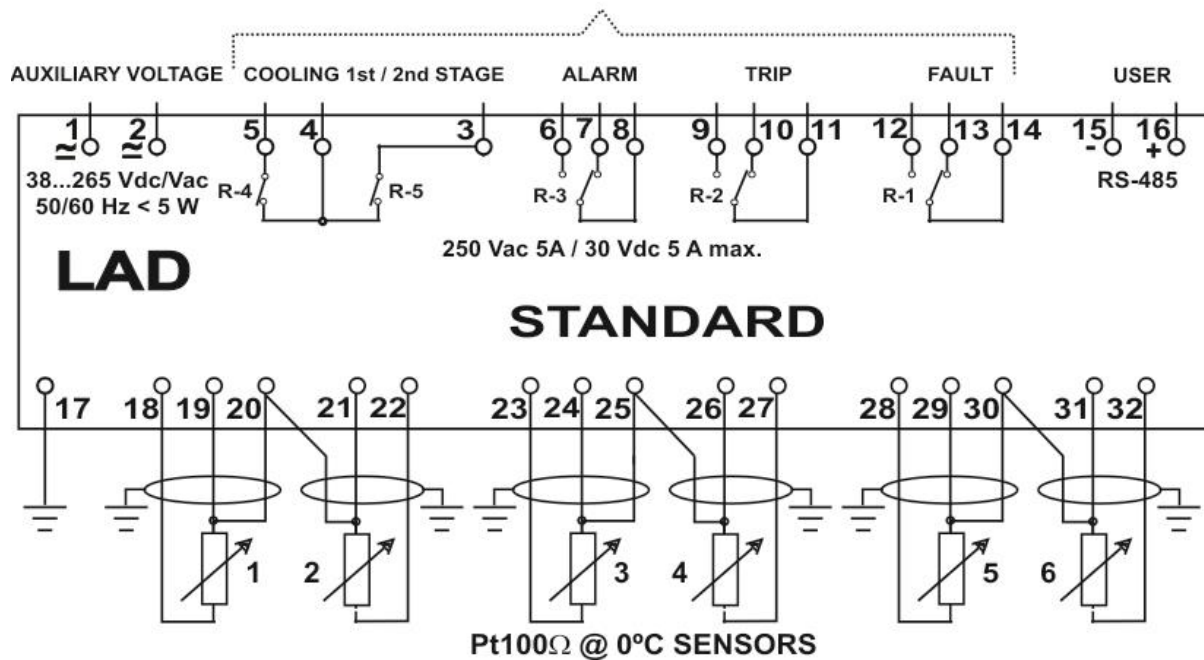 AUXILIARY VOLTAGE COOLING 1st / 2nd STAGE ALARM TRIP FAULT USER
1 2 5 4 3 6 7 8 9 10 11 12 13 14 15 16
≃ ≃ - +
38...265 Vdc/Vac R-4 R-5 R-3 R-2 R-1 RS-485
50/60 Hz < 5 W
250 Vac 5A / 30 Vdc 5 A max.
LAD
STANDARD
17 18 19 20 21 22 23 24 25 26 27 28 29 30 31 32
1 2 3 4 5 6
Pt100Ω @ 0ºC SENSORS